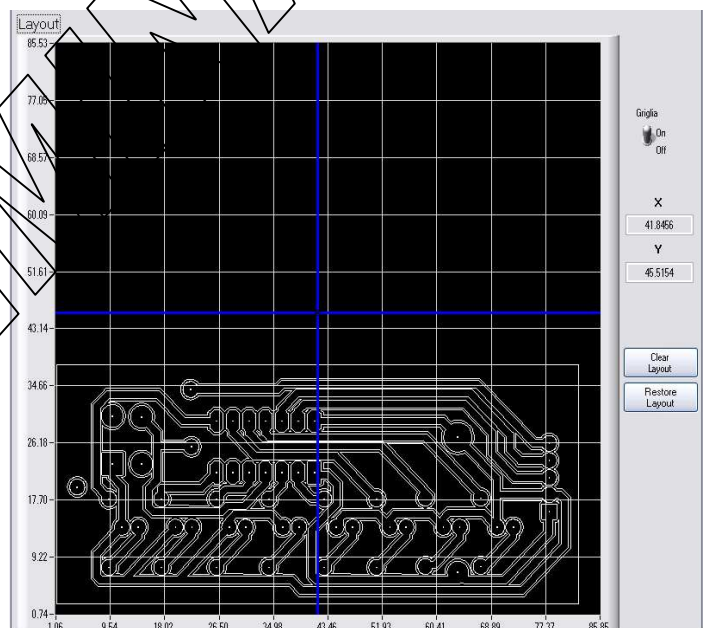 Layout
85.53
77.05
68.57
60.09
51.61
43.14
34.66
26.18
17.70
9.22
0.74
1.06 9.54 18.02 26.50 34.98 43.46 51.93 60.41 68.89 77.37 85.85
Griglia
On
Off
X
41.8456
Y
45.5154
Clear
Layout
Restore
Layout